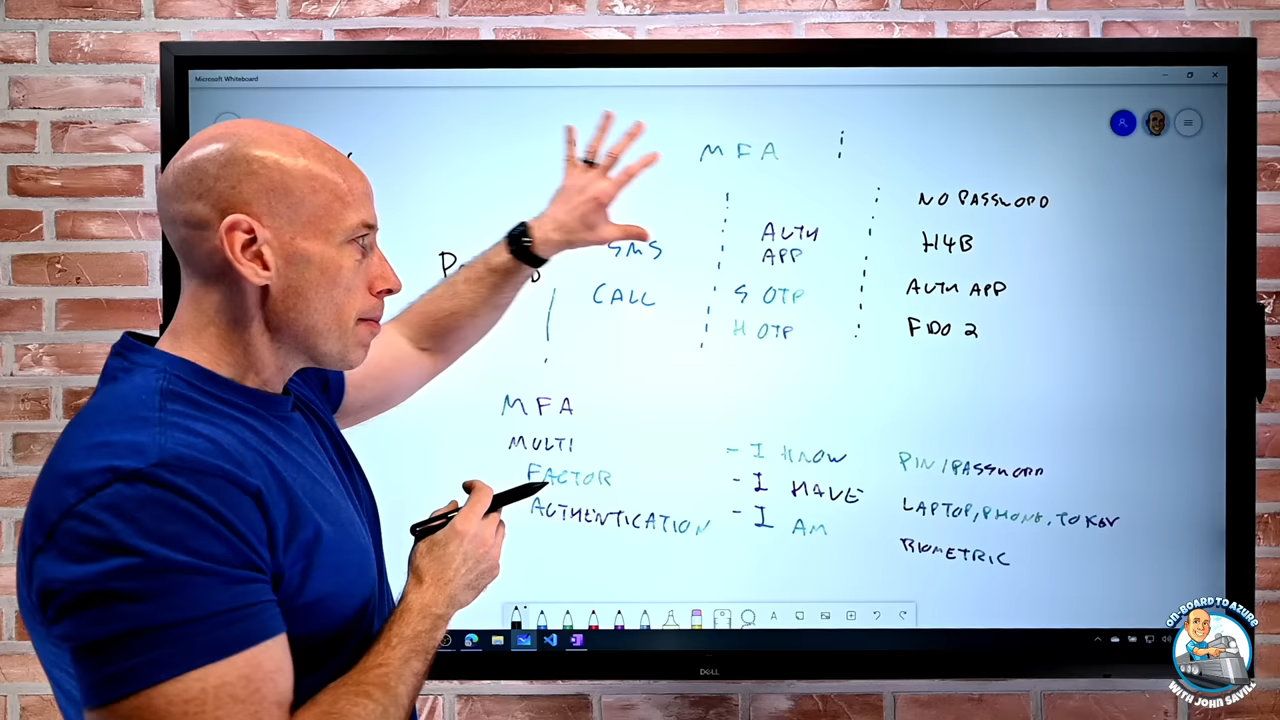 Microsoft Whiteboard
MFA
NO PASSWORD
SMS
AUTH
APP
H4B
CALL
S OTP
AUTH APP
H OTP
FIDO 2
MFA
MULTI
FACTOR
AUTHENTICATION
- I KNOW
- I HAVE
- I AM
PIN/PASSWORD
LAPTOP, PHONE, TOKEN
BIOMETRIC
DELL
ON-BOARD TO AZURE
WITH JOHN SAVILL